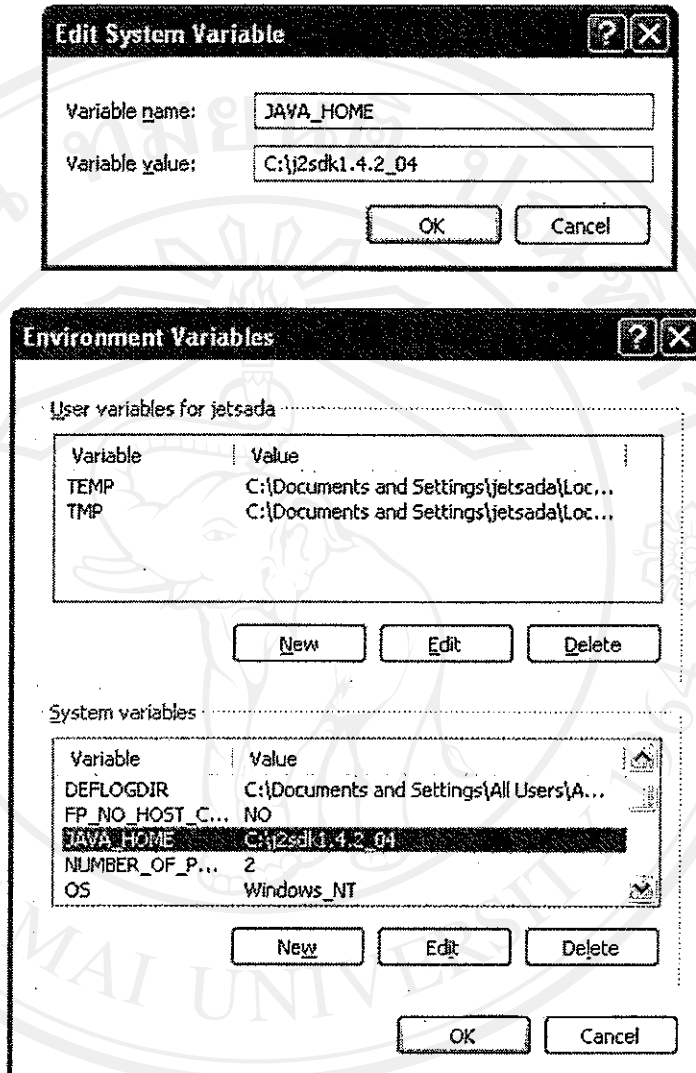 Edit System Variable
Variable name: JAVA_HOME
Variable value: C:\j2sdk1.4.2_04
OK Cancel
Environment Variables
User variables for jetsada
Variable Value
TEMP C:\Documents and Settings\jetsada\Loc...
TMP C:\Documents and Settings\jetsada\Loc...
New Edit Delete
System variables
Variable Value
DEFLOGDIR C:\Documents and Settings\All Users\A...
FP_NO_HOST_C... NO
JAVA_HOME C:\j2sdk1.4.2_04
NUMBER_OF_P... 2
OS Windows_NT
New Edit Delete
OK Cancel
MAI UNIVERSITY 1964